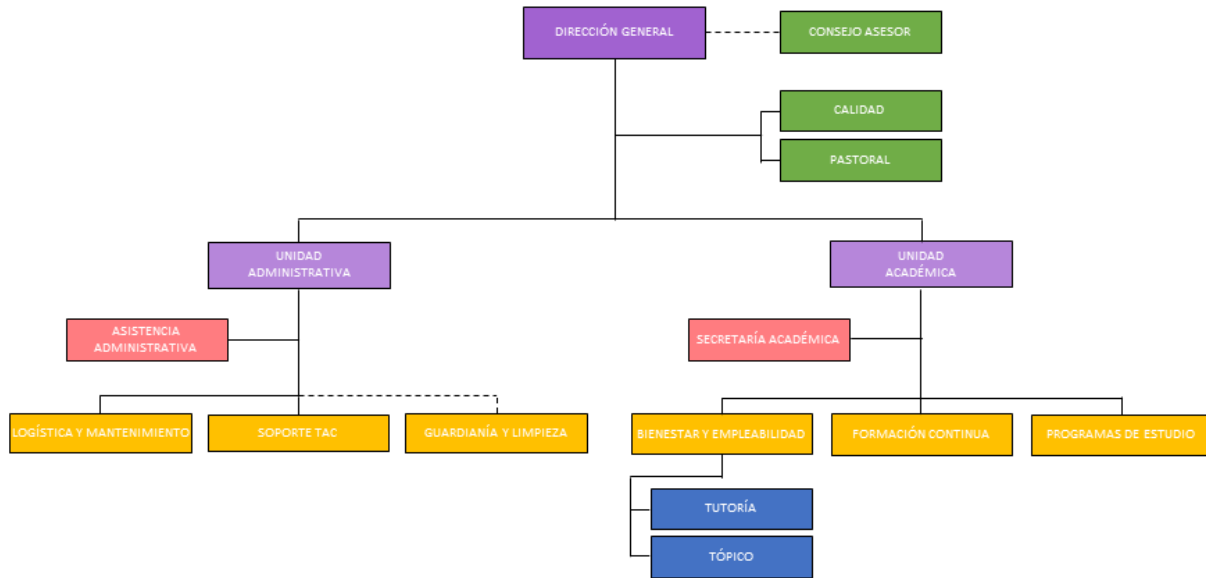 DIRECCIÓN GENERAL
CONSEJO ASESOR
CALIDAD
PASTORAL
UNIDAD
ADMINISTRATIVA
UNIDAD
ACADÉMICA
ASISTENCIA
ADMINISTRATIVA
SECRETARÍA ACADÉMICA
LOGÍSTICA Y MANTENIMIENTO
SOPORTE TAC
GUARDIANÍA Y LIMPIEZA
BIENESTAR Y EMPLEABILIDAD
FORMACIÓN CONTINUA
PROGRAMAS DE ESTUDIO
TUTORÍA
TÓPICO